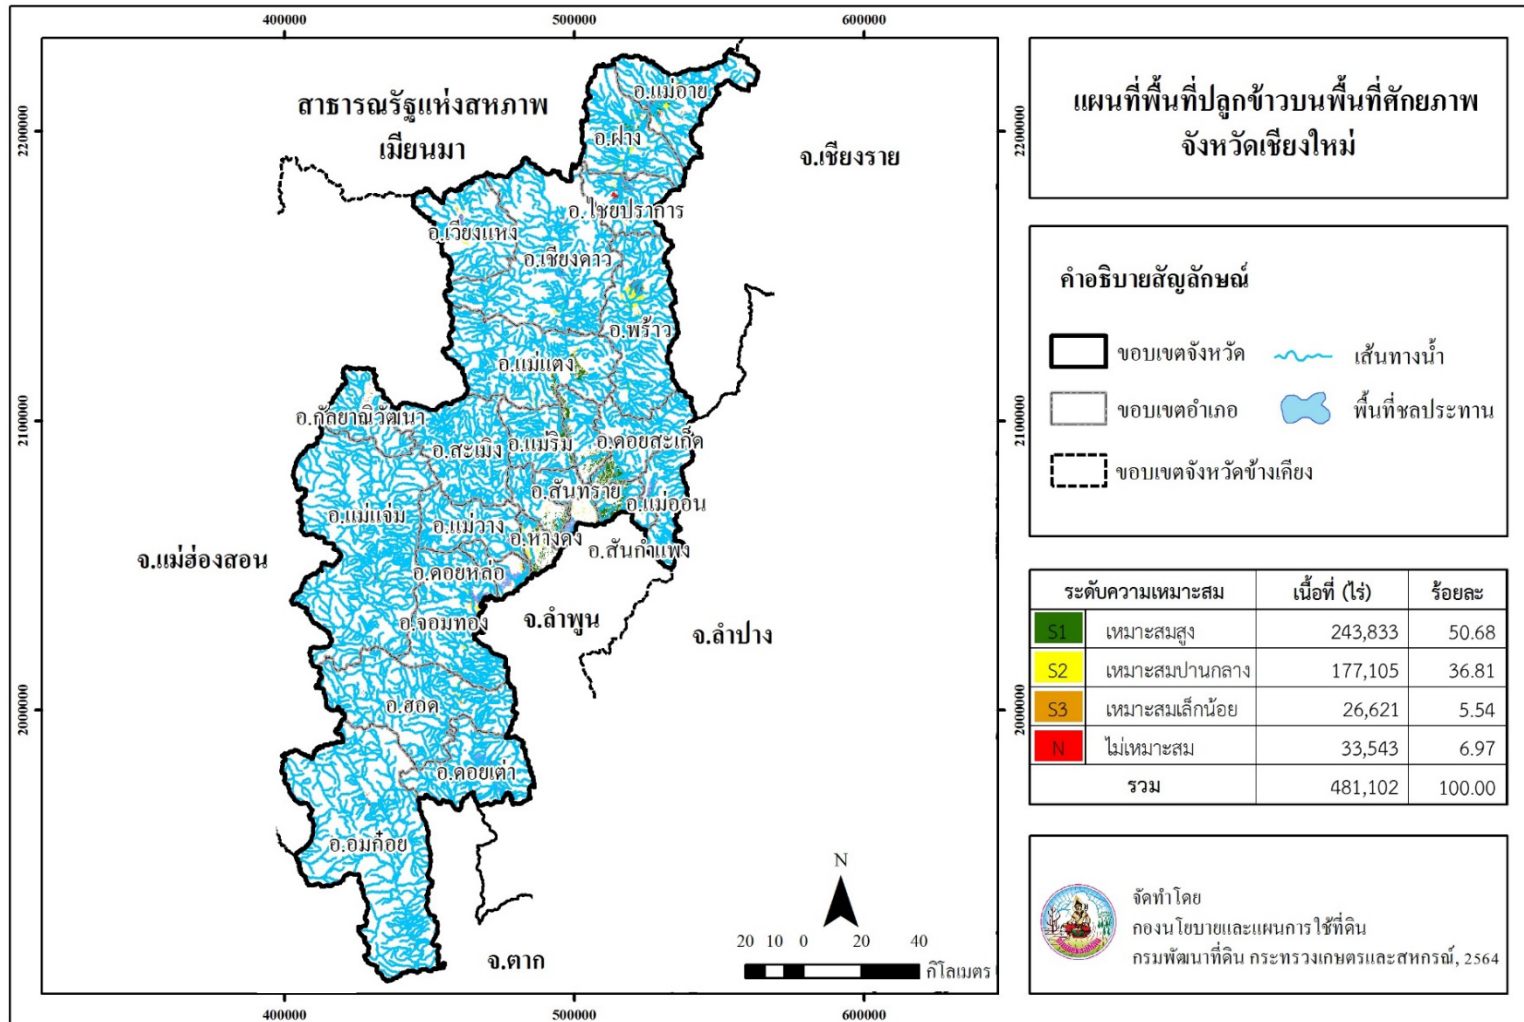 400000
500000
600000
2200000
2100000
2000000
สาธารณรัฐแห่งสหภาพ
เมียนมา
จ.เชียงราย
อ.แม่อาย
อ.ฝาง
อ.ไชยปราการ
อ.เวียงแหง
อ.เชียงดาว
อ.พร้าว
อ.แม่แตง
อ.กัลยาณิวัฒนา
อ.สะเมิง
อ.แมริม
อ.ดอยสะเก็ด
อ.สันทราย
อ.แม่ออน
อ.แม่แจ่ม
อ.แม่วาง
อ.หางดง
อ.สันกำแพง
จ.แม่ฮ่องสอน
อ.ดอยหล่อ
อ.จอมทอง
จ.ลำพูน
จ.ลำปาง
อ.ฮอด
อ.ดอยเต่า
อ.อมก๋อย
จ.ตาก
N
20 10 0 20 40
กิโลเมตร
2200000
2100000
2000000
400000
500000
600000
แผนที่พื้นที่ปลูกข้าวบนพื้นที่ศักยภาพ
จังหวัดเชียงใหม่
คำอธิบายสัญลักษณ์
ขอบเขตจังหวัด เส้นทางน้ำ
ขอบเขตอำเภอ พื้นที่ชลประทาน
ขอบเขตจังหวัดข้างเคียง
ระดับความเหมาะสม เนื้อที่ (ไร่) ร้อยละ
S1 เหมาะสมสูง 243,833 50.68
S2 เหมาะสมปานกลาง 177,105 36.81
S3 เหมาะสมเล็กน้อย 26,621 5.54
N ไม่เหมาะสม 33,543 6.97
รวม 481,102 100.00
จัดทำโดย
กองนโยบายและแผนการใช้ที่ดิน
กรมพัฒนาที่ดิน กระทรวงเกษตรและสหกรณ์, 2564